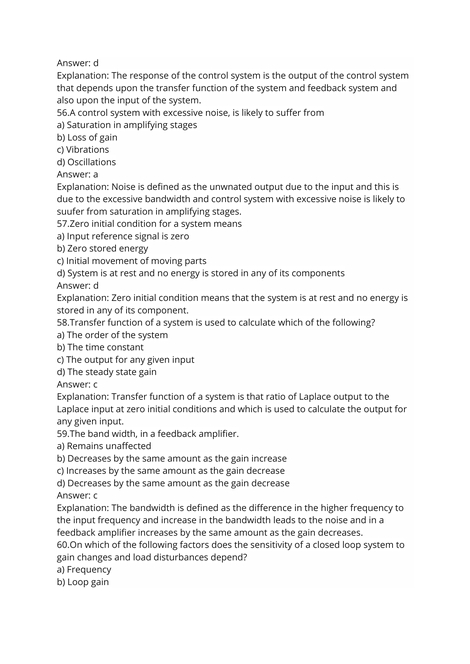 Answer: d
Explanation: The response of the control system is the output of the control system
that depends upon the transfer function of the system and feedback system and
also upon the input of the system.
56.A control system with excessive noise, is likely to suffer from
a) Saturation in amplifying stages
b) Loss of gain
c) Vibrations
d) Oscillations
Answer: a
Explanation: Noise is defined as the unwnated output due to the input and this is
due to the excessive bandwidth and control system with excessive noise is likely to
suufer from saturation in amplifying stages.
57.Zero initial condition for a system means
a) Input reference signal is zero
b) Zero stored energy
c) Initial movement of moving parts
d) System is at rest and no energy is stored in any of its components
Answer: d
Explanation: Zero initial condition means that the system is at rest and no energy is
stored in any of its component.
58.Transfer function of a system is used to calculate which of the following?
a) The order of the system
b) The time constant
c) The output for any given input
d) The steady state gain
Answer: c
Explanation: Transfer function of a system is that ratio of Laplace output to the
Laplace input at zero initial conditions and which is used to calculate the output for
any given input.
59.The band width, in a feedback amplifier.
a) Remains unaffected
b) Decreases by the same amount as the gain increase
c) Increases by the same amount as the gain decrease
d) Decreases by the same amount as the gain decrease
Answer: c
Explanation: The bandwidth is defined as the difference in the higher frequency to
the input frequency and increase in the bandwidth leads to the noise and in a
feedback amplifier increases by the same amount as the gain decreases.
60.On which of the following factors does the sensitivity of a closed loop system to
gain changes and load disturbances depend?
a) Frequency
b) Loop gain